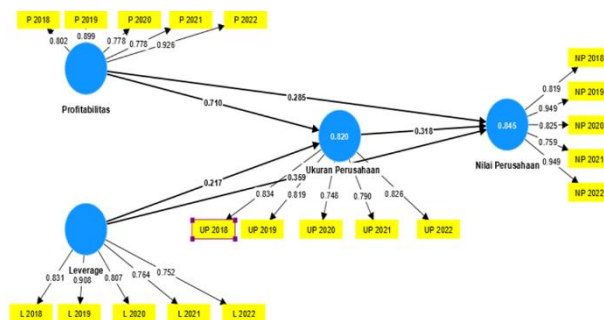 P 2018 P 2019 P 2020 P 2021 P 2022
0.802 0.899 0.778 0.778 0.926
Profitabilitas
0.285
0.710
NP 2018
0.819
NP 2019
0.949
0.845 0.825 NP 2020
0.759
NP 2021
0.949
NP 2022
Nilai Perusahaan
0.820 0.318
Ukuran Perusahaan
0.217 0.359
0.834 0.819 0.748 0.790 0.826
UP 2018 UP 2019 UP 2020 UP 2021 UP 2022
Leverage
0.831 0.908 0.807 0.764 0.752
L 2018 L 2019 L 2020 L 2021 L 2022